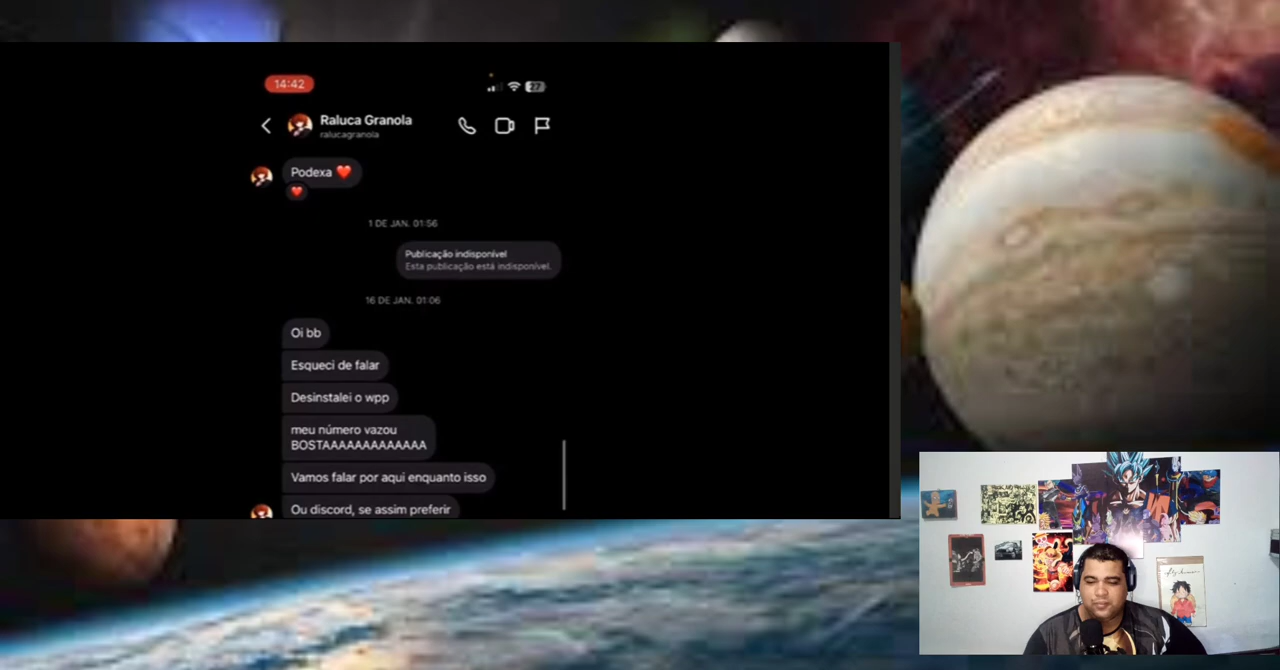 14:42
27
Raluca Granola
ralucagranola
Podexa ❤️
❤️
1 DE JAN. 01:56
Publicação indisponível
Esta publicação está indisponível.
16 DE JAN. 01:06
Oi bb
Esqueci de falar
Desinstalei o wpp
meu número vazou
BOSTAAAAAAAAAAAAA
Vamos falar por aqui enquanto isso
Ou discord, se assim preferir